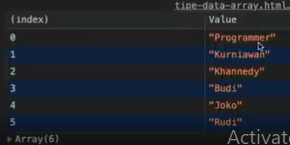 tipe-data-array.html
(index) Value
0 "Programmer"
1 "Kurniawan"
2 "Khannedy"
3 "Budi"
4 "Joko"
5 "Rudi"
▸ Array(6)
Activate